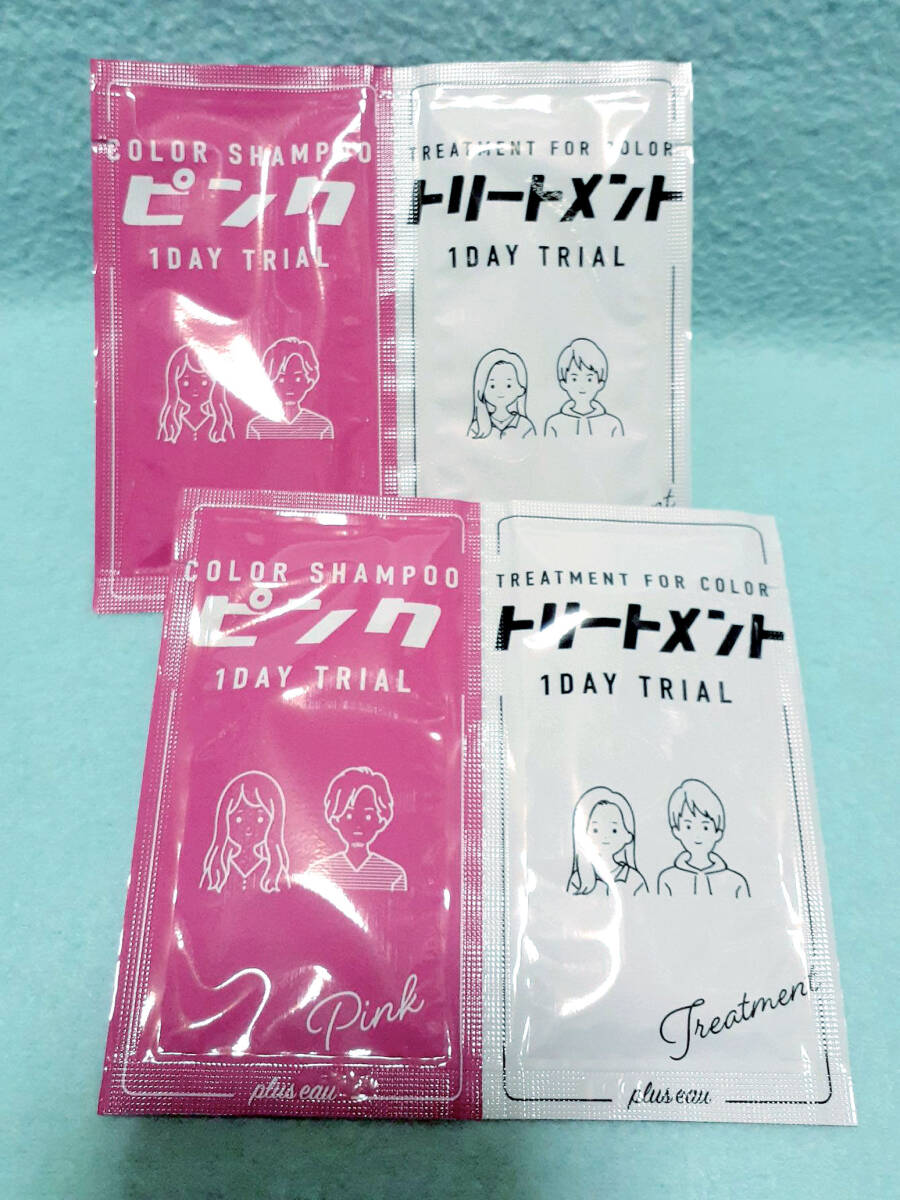 COLOR SHAMPOO
ピンク
1DAY TRIAL
TREATMENT FOR COLOR
トリートメント
1DAY TRIAL
COLOR SHAMPOO
ピンク
1DAY TRIAL
Pink
plus eau
TREATMENT FOR COLOR
トリートメント
1DAY TRIAL
Treatment
plus eau